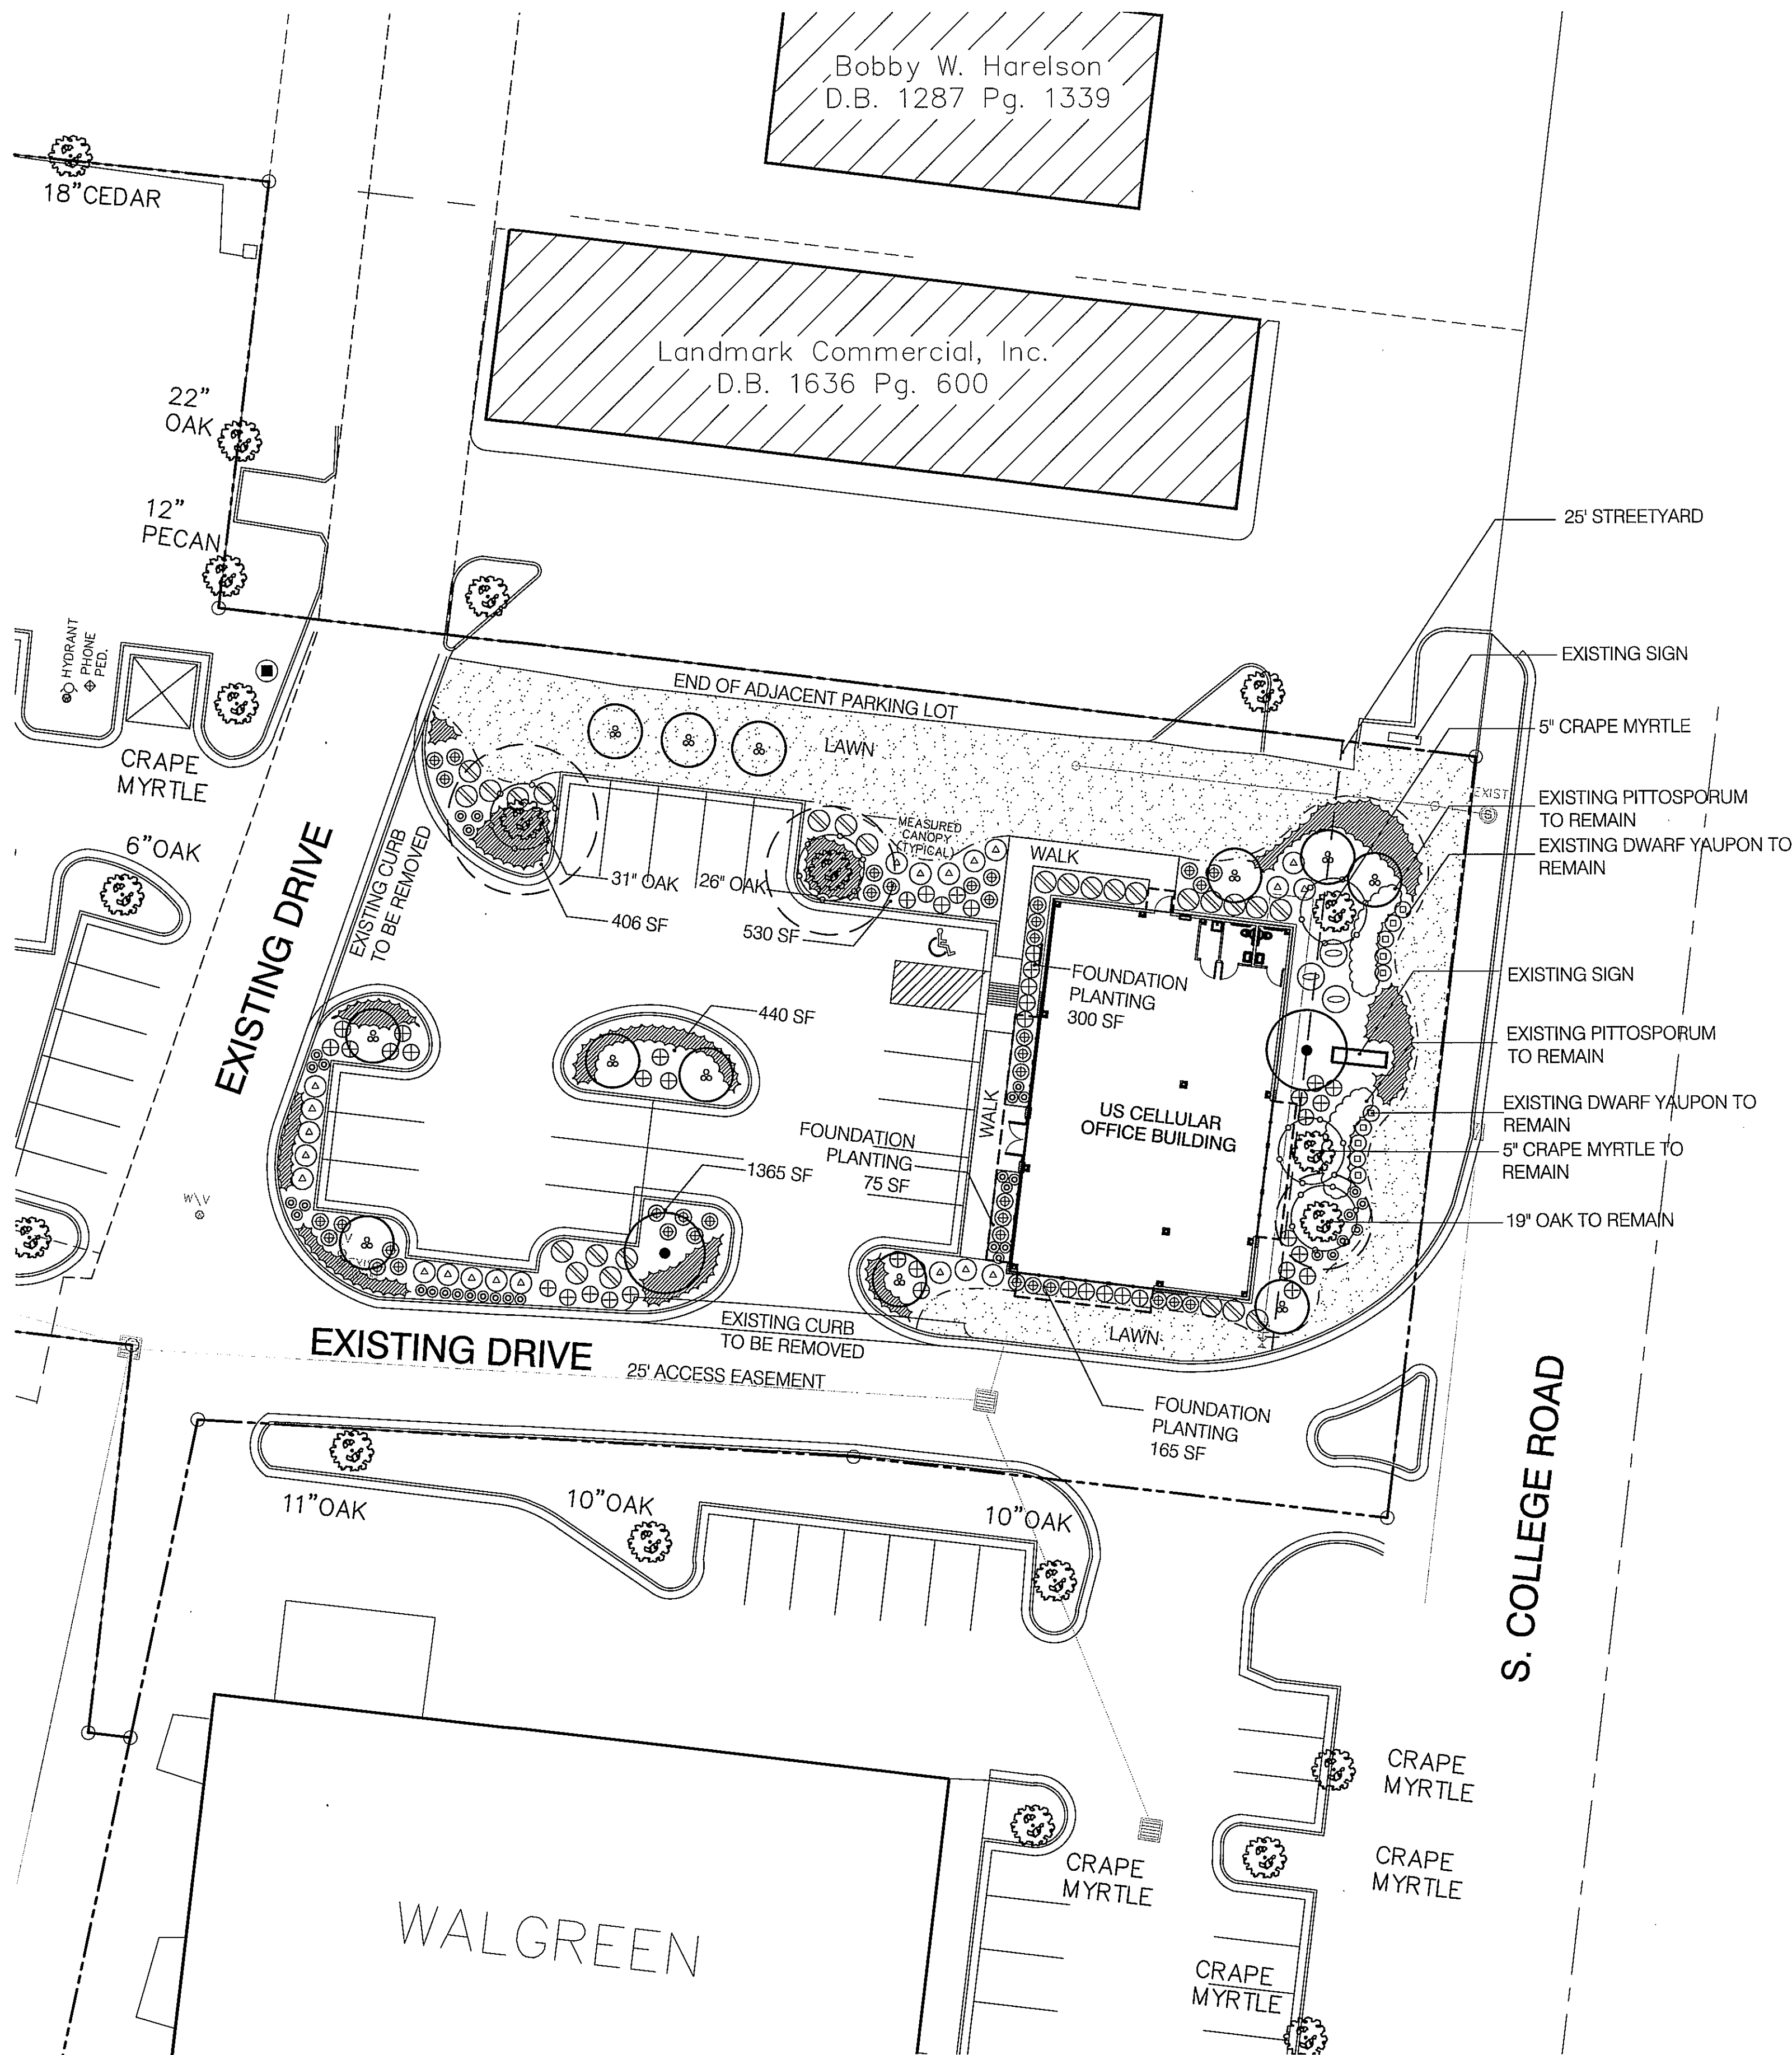 Bobby W. Harelson
D.B. 1287 Pg. 1339
18"CEDAR
Landmark Commercial, Inc.
D.B. 1636 Pg. 600
22"
OAK
12"
PECAN
25' STREETYARD
HYDRANT
PHONE
PED.
EXISTING SIGN
END OF ADJACENT PARKING LOT
5" CRAPE MYRTLE
LAWN
CRAPE
MYRTLE
EXIST
S
EXISTING PITTOSPORUM
TO REMAIN
MEASURED
CANOPY
(TYPICAL)
EXISTING DWARF YAUPON TO
REMAIN
6"OAK
EXISTING DRIVE
EXISTING CURB
TO BE REMOVED
WALK
31" OAK
26" OAK
406 SF
530 SF
FOUNDATION
PLANTING
300 SF
EXISTING SIGN
440 SF
EXISTING PITTOSPORUM
TO REMAIN
WALK
US CELLULAR
OFFICE BUILDING
EXISTING DWARF YAUPON TO
REMAIN
FOUNDATION
PLANTING
75 SF
5" CRAPE MYRTLE TO
REMAIN
1365 SF
W\V
19" OAK TO REMAIN
EXISTING DRIVE
EXISTING CURB
TO BE REMOVED
LAWN
25' ACCESS EASEMENT
FOUNDATION
PLANTING
165 SF
S. COLLEGE ROAD
11"OAK
10"OAK
10"OAK
CRAPE
MYRTLE
CRAPE
MYRTLE
CRAPE
MYRTLE
WALGREEN
CRAPE
MYRTLE